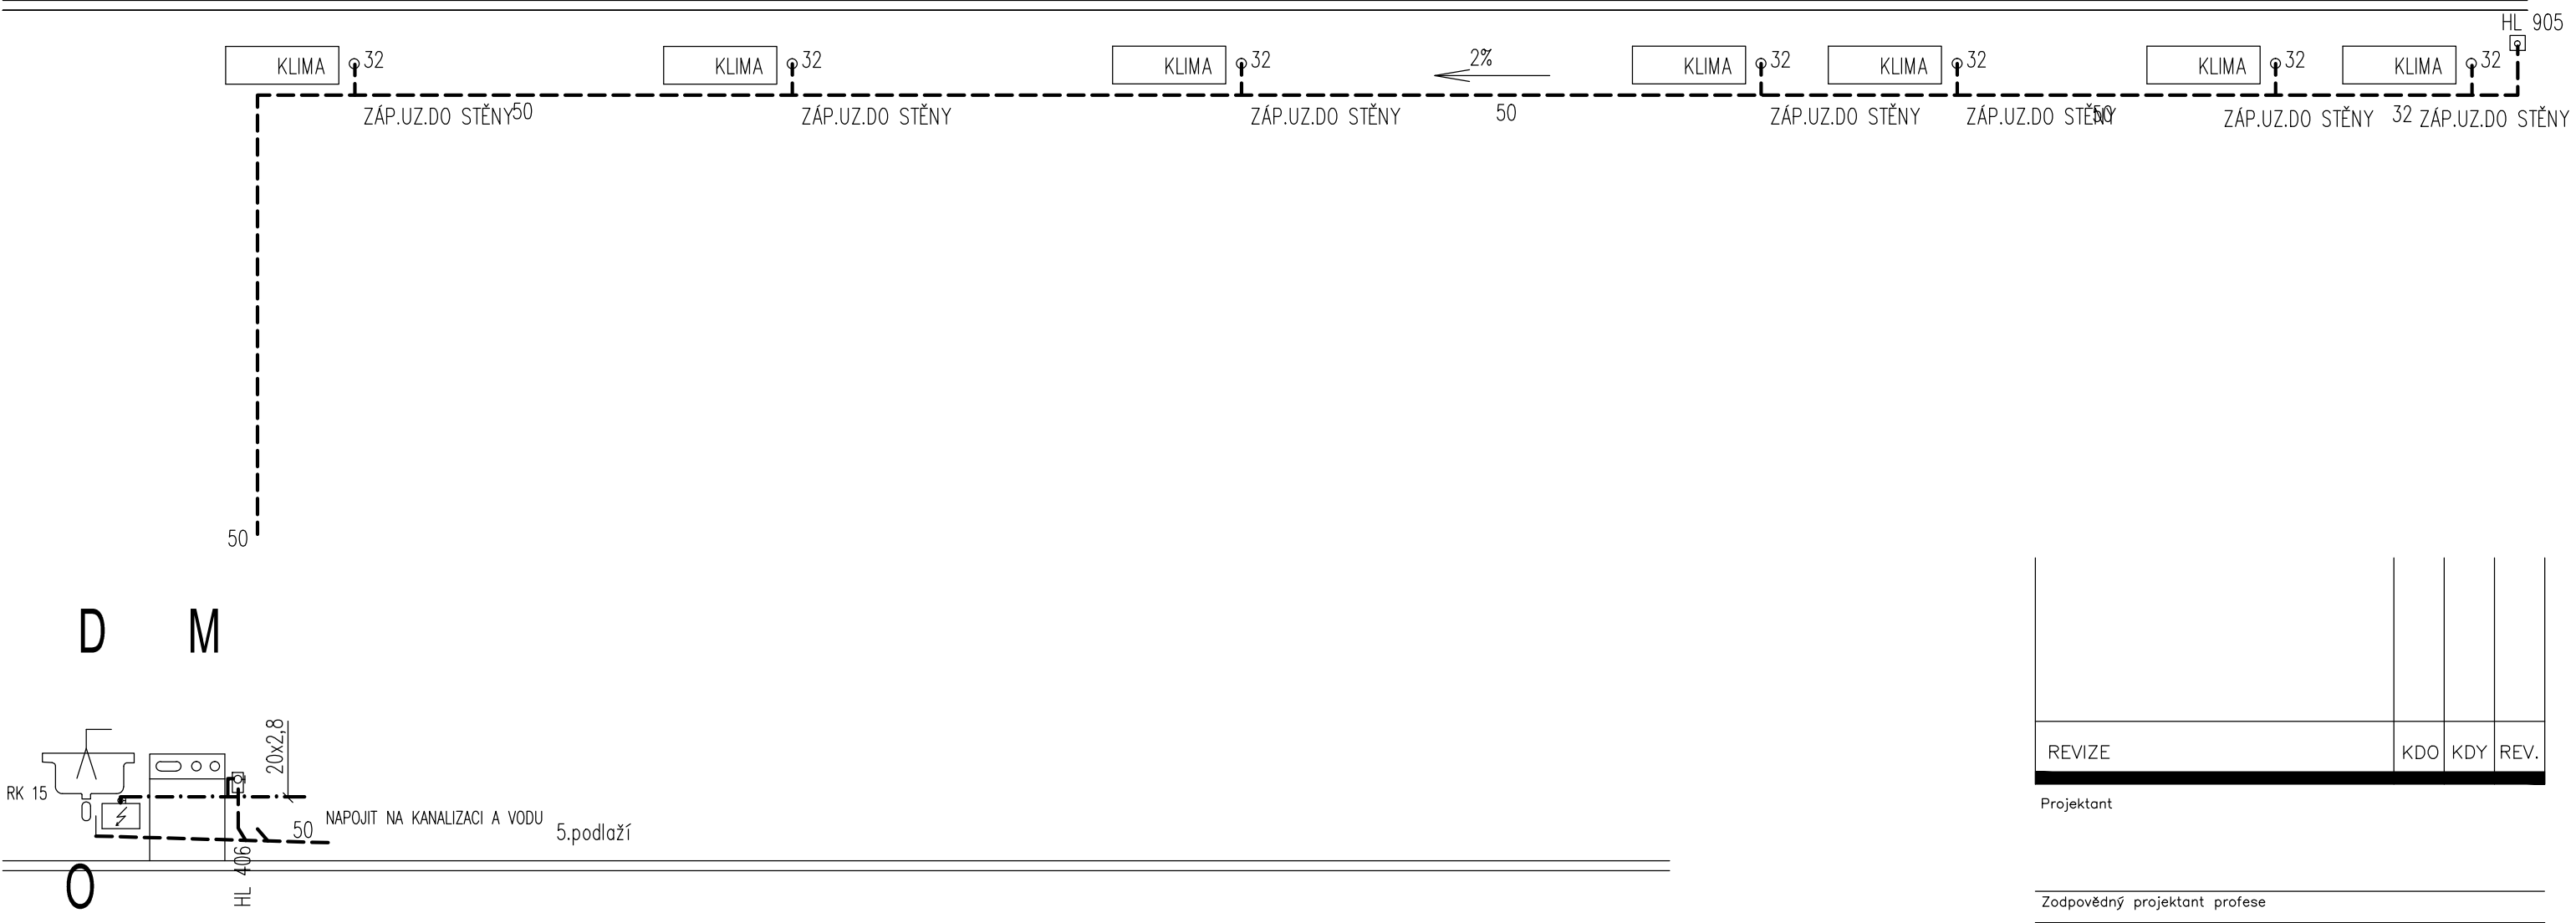 HL 905
KLIMA 32
KLIMA 32
KLIMA 32
2%
KLIMA 32
KLIMA 32
KLIMA 32
KLIMA 32
ZÁP.UZ.DO STĚNY
50
ZÁP.UZ.DO STĚNY
ZÁP.UZ.DO STĚNY
50
ZÁP.UZ.DO STĚNY
ZÁP.UZ.DO STĚNY
50
ZÁP.UZ.DO STĚNY
32
ZÁP.UZ.DO STĚNY
50
D M
20x2,8
RK 15
50
NAPOJIT NA KANALIZACI A VODU
5.podlaží
HL 406
O
REVIZE KDO KDY REV.
Projektant
Zodpovědný projektant profese